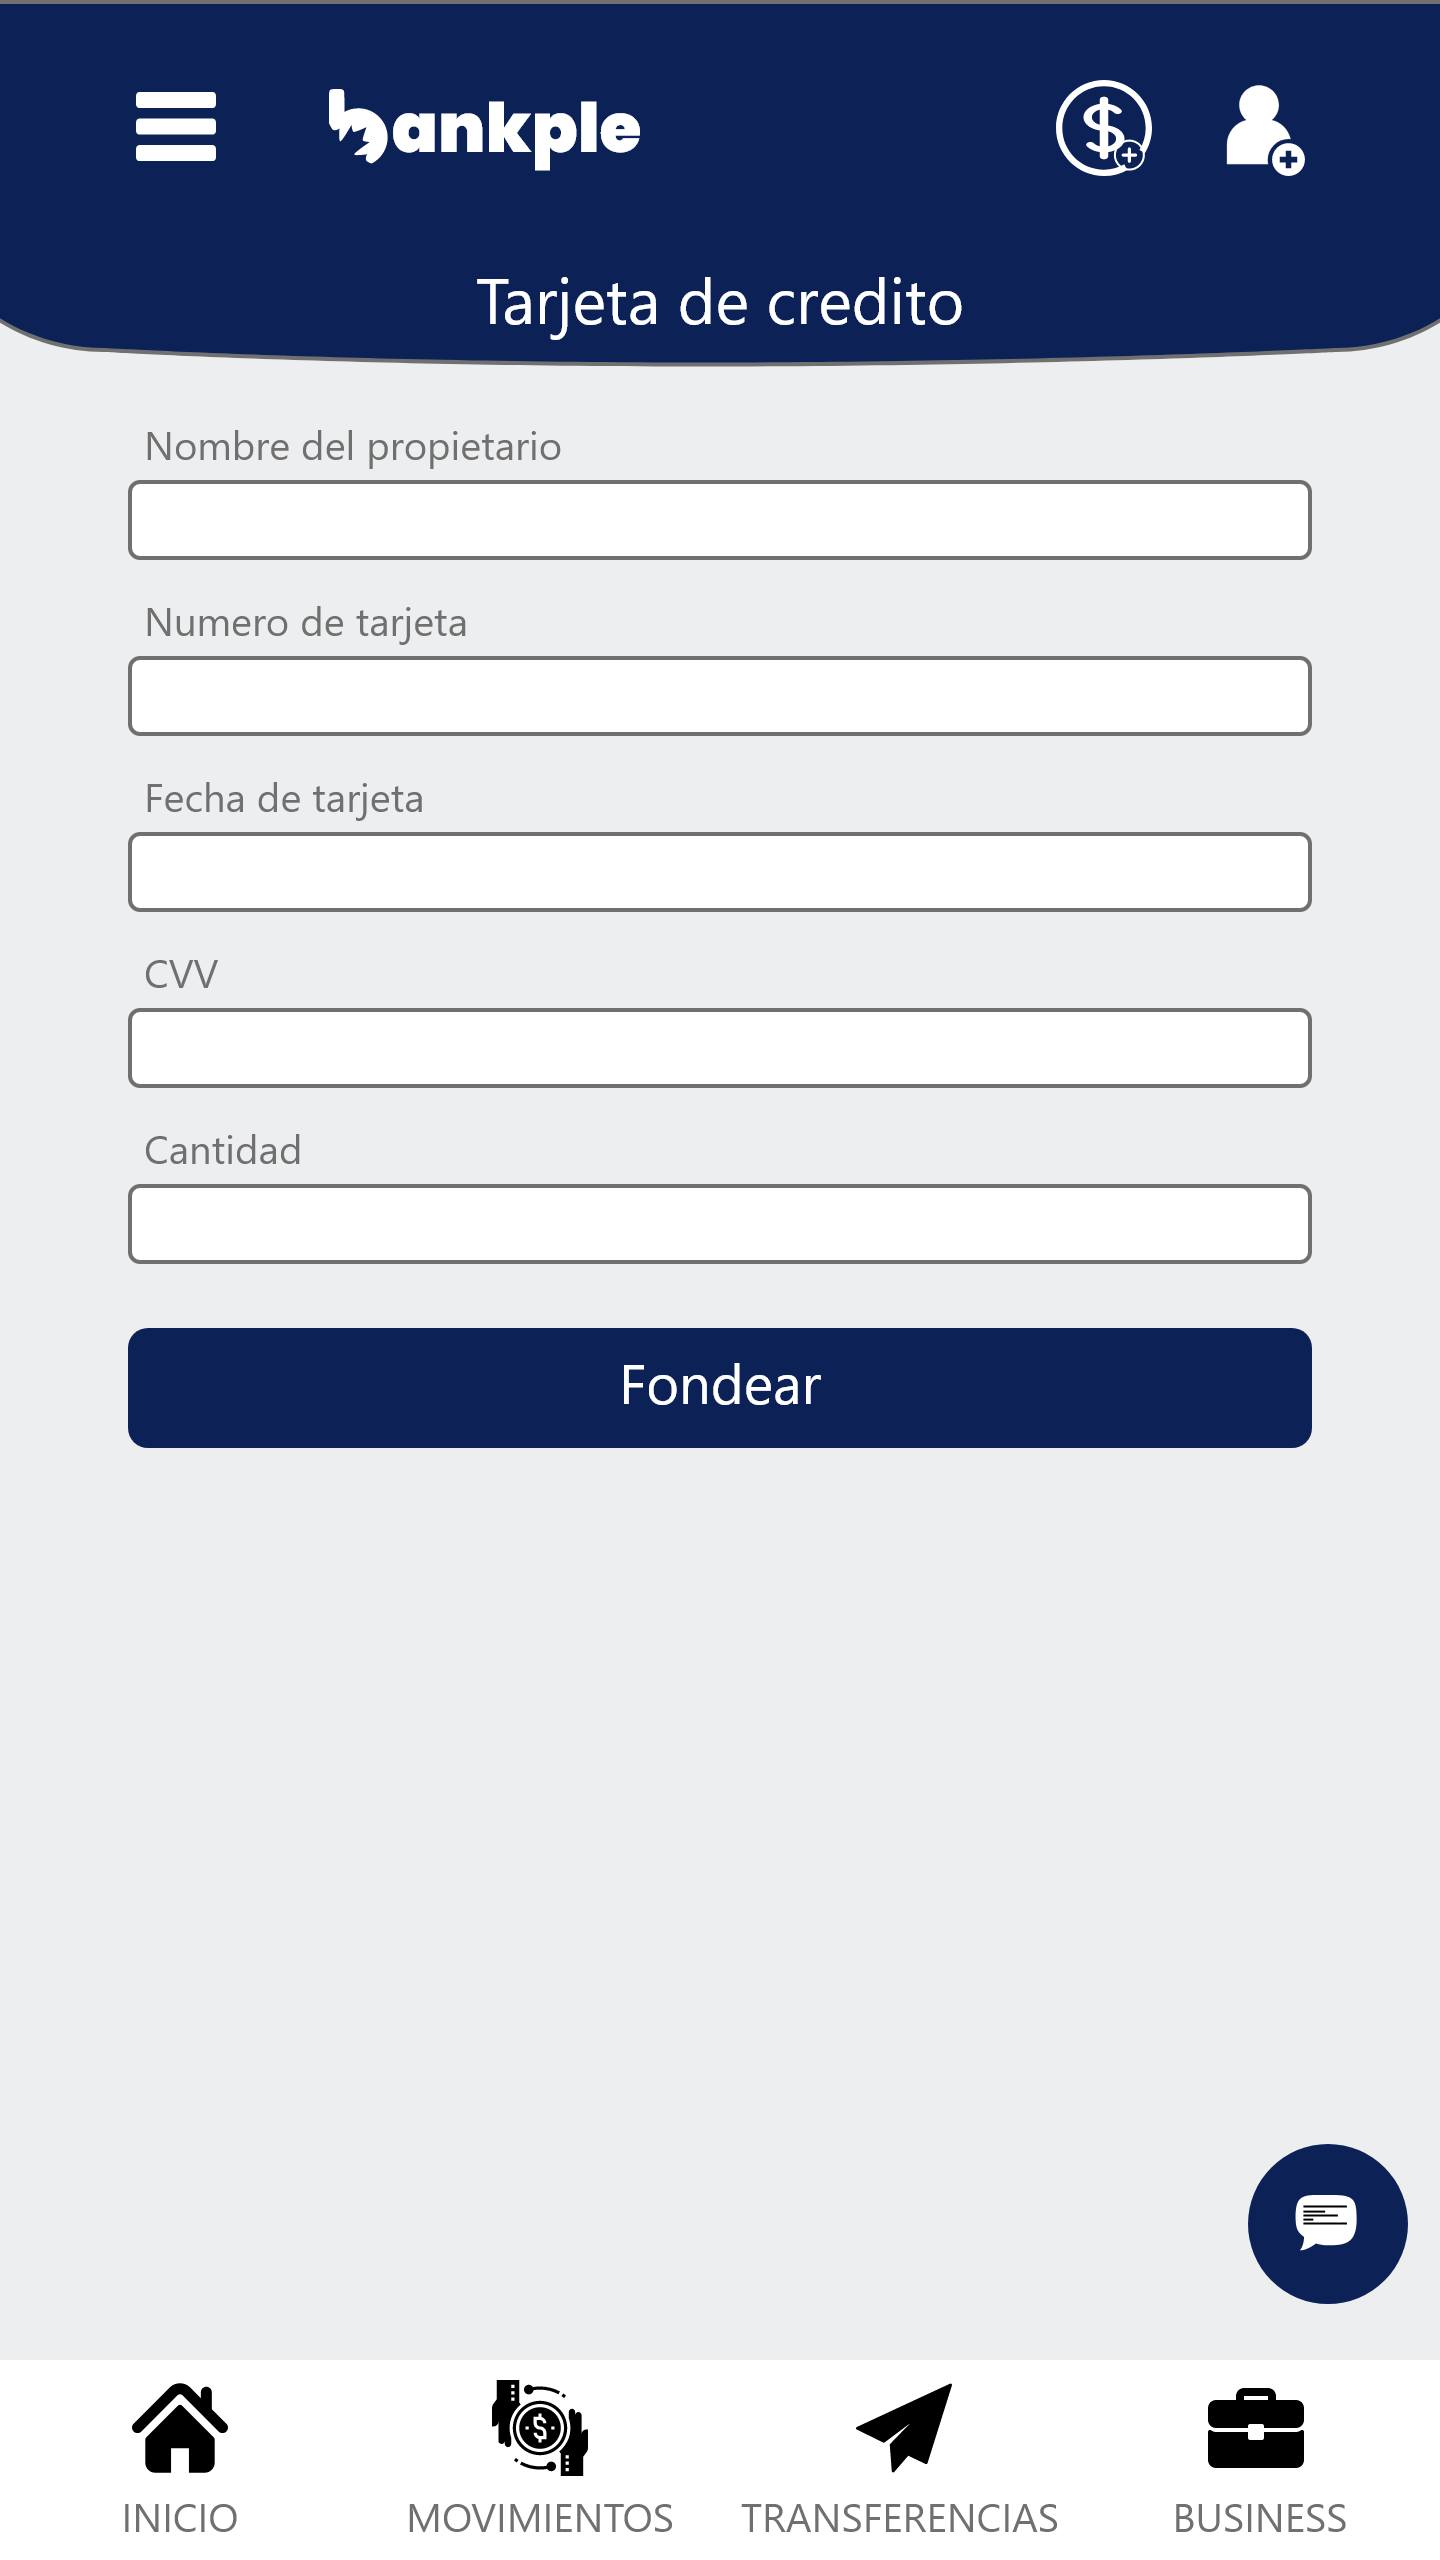 bankple
Tarjeta de credito
Nombre del propietario
Numero de tarjeta
Fecha de tarjeta
CVV
Cantidad
Fondear
INICIO
MOVIMIENTOS
TRANSFERENCIAS
BUSINESS